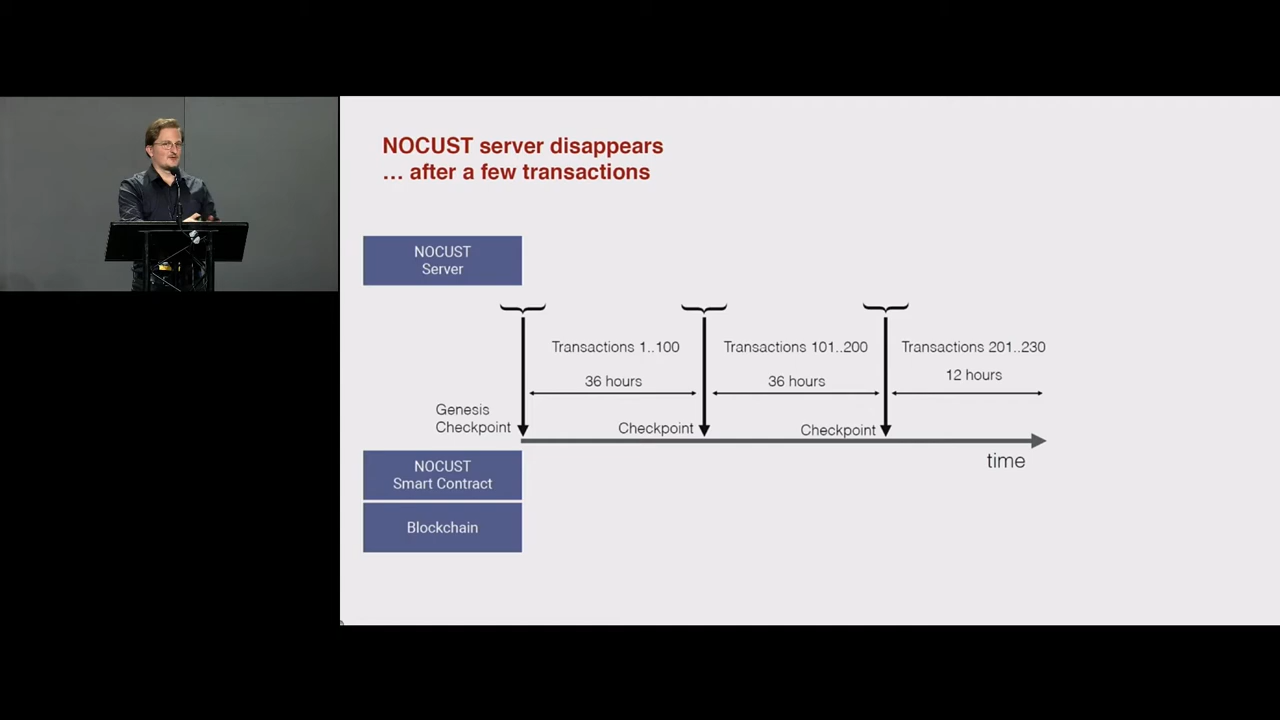 NOCUST server disappears
… after a few transactions
NOCUST
Server
Transactions 1..100
Transactions 101..200
Transactions 201..230
36 hours
36 hours
12 hours
Genesis
Checkpoint
Checkpoint
Checkpoint
time
NOCUST
Smart Contract
Blockchain